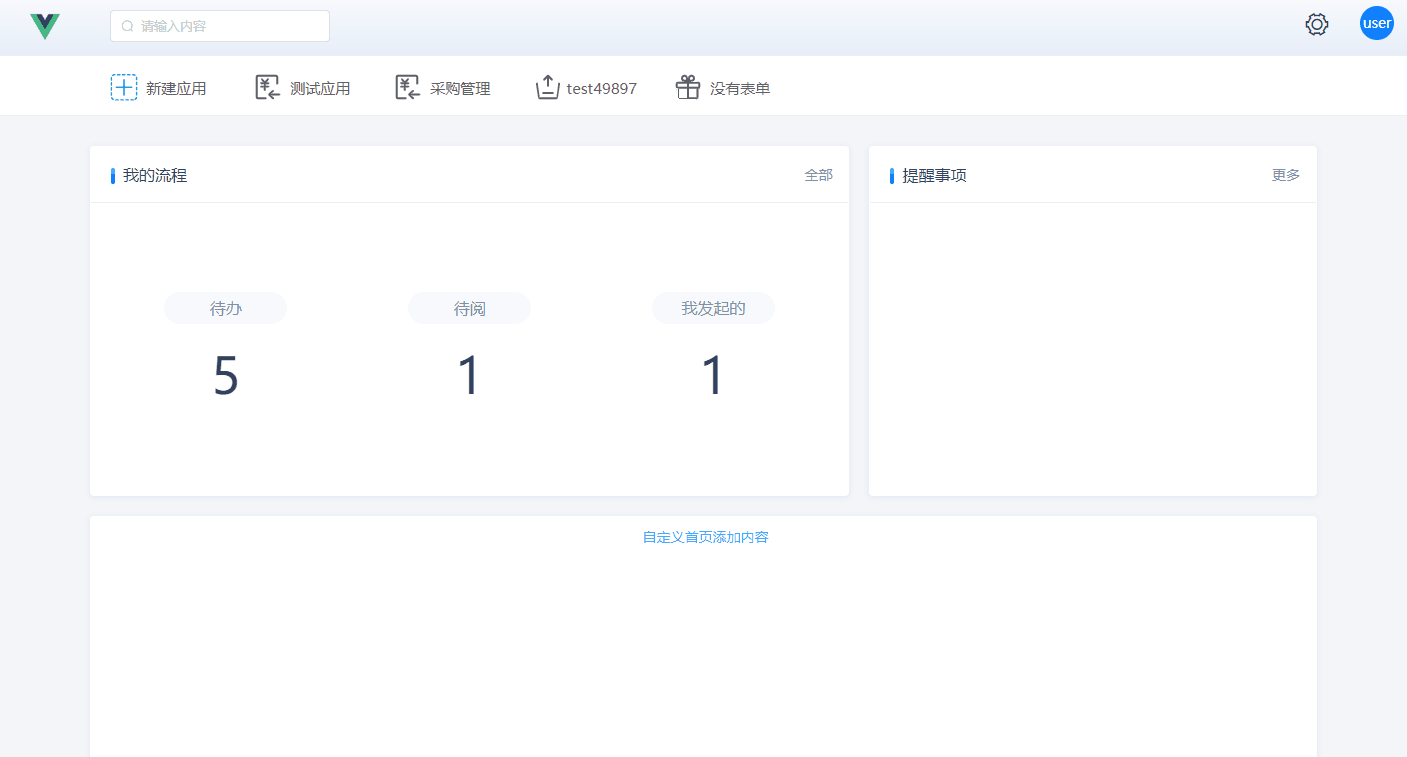 请输入内容
user
新建应用 测试应用 采购管理 test49897 没有表单
我的流程 全部
提醒事项 更多
待办 待阅 我发起的
5 1 1
自定义首页添加内容